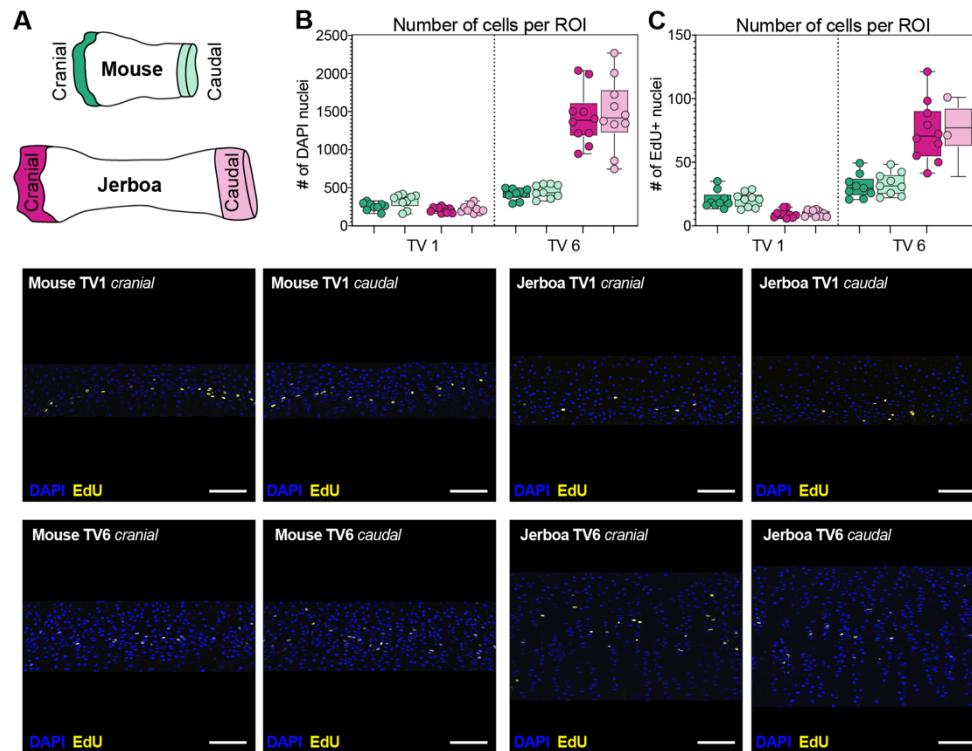 A
Cranial
Mouse
Caudal
Cranial
Jerboa
Caudal
B
Number of cells per ROI
# of DAPI nuclei
2500
2000
1500
1000
500
0
TV 1
TV 6
C
Number of cells per ROI
# of EdU+ nuclei
150
100
50
0
TV 1
TV 6
Mouse TV1 cranial
DAPI EdU
Mouse TV1 caudal
DAPI EdU
Jerboa TV1 cranial
DAPI EdU
Jerboa TV1 caudal
DAPI EdU
Mouse TV6 cranial
DAPI EdU
Mouse TV6 caudal
DAPI EdU
Jerboa TV6 cranial
DAPI EdU
Jerboa TV6 caudal
DAPI EdU